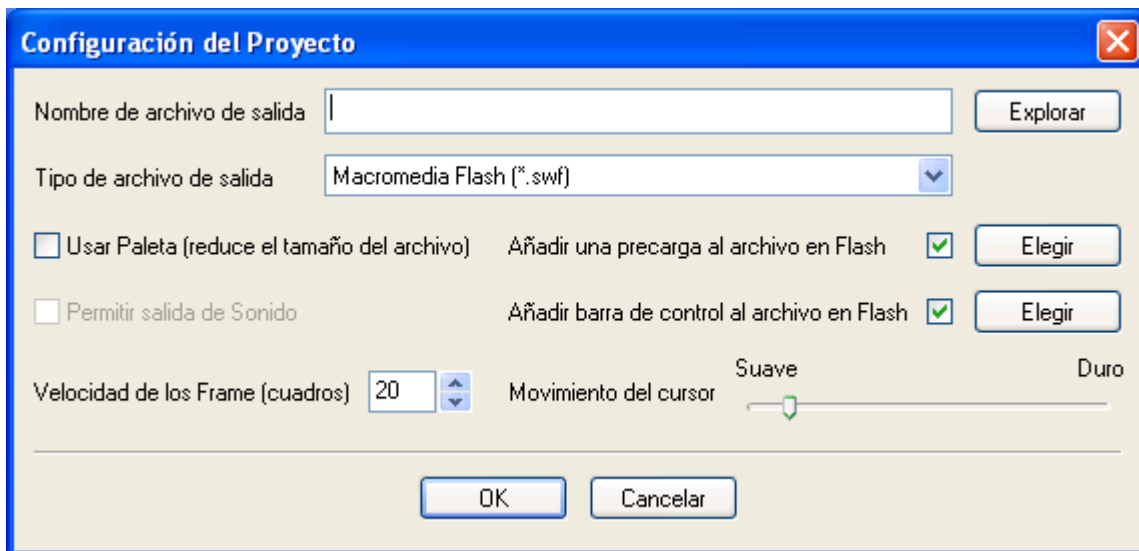 Configuración del Proyecto
Nombre de archivo de salida Explorar
Tipo de archivo de salida Macromedia Flash (*.swf)
Usar Paleta (reduce el tamaño del archivo) Añadir una precarga al archivo en Flash Elegir
Permitir salida de Sonido Añadir barra de control al archivo en Flash Elegir
Suave Duro
Velocidad de los Frame (cuadros) 20 Movimiento del cursor
OK Cancelar